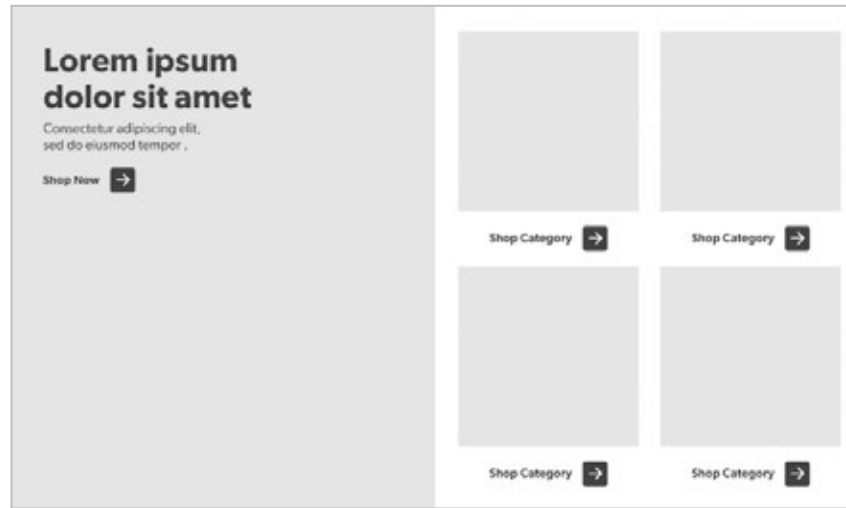 Lorem ipsum
dolor sit amet
Consectetur adipiscing elit,
sed do eiusmod tempor .
Shop Now
Shop Category
Shop Category
Shop Category
Shop Category